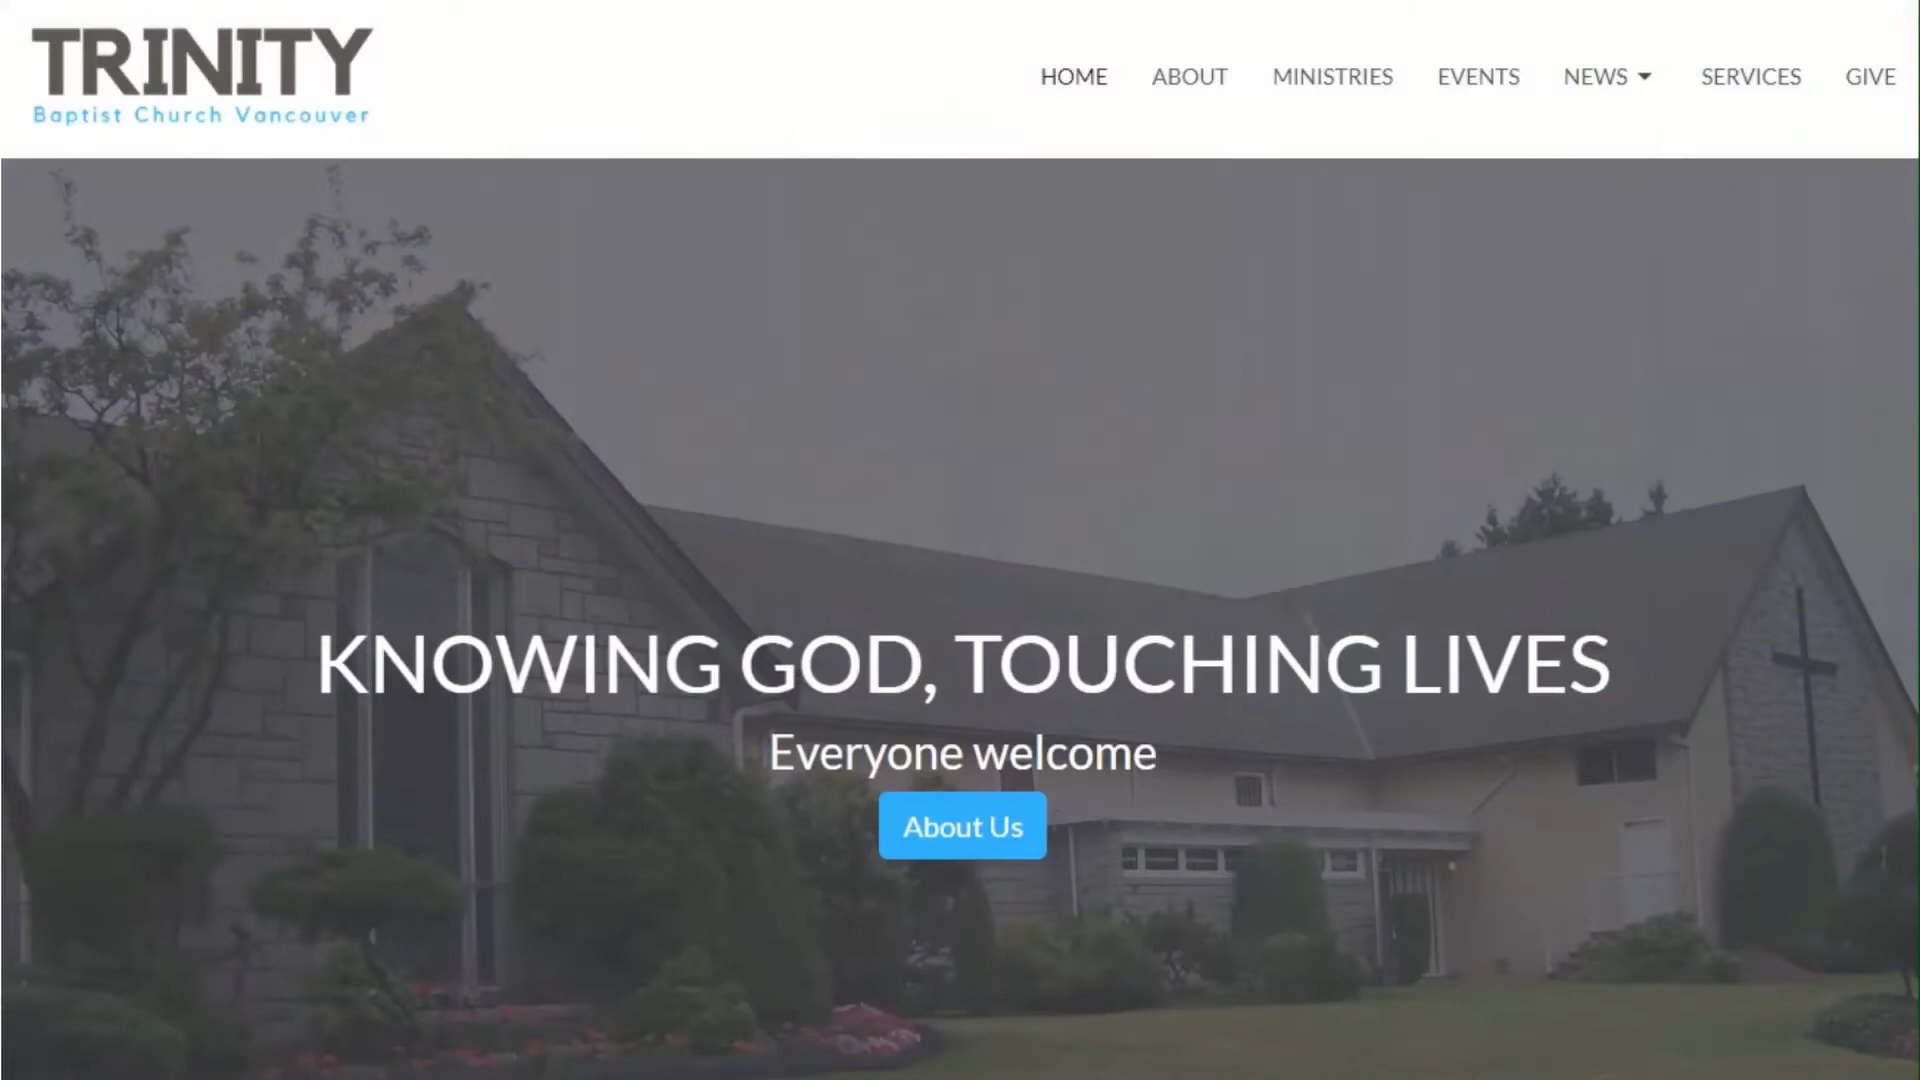 TRINITY
Baptist Church Vancouver
HOME ABOUT MINISTRIES EVENTS NEWS SERVICES GIVE
KNOWING GOD, TOUCHING LIVES
Everyone welcome
About Us